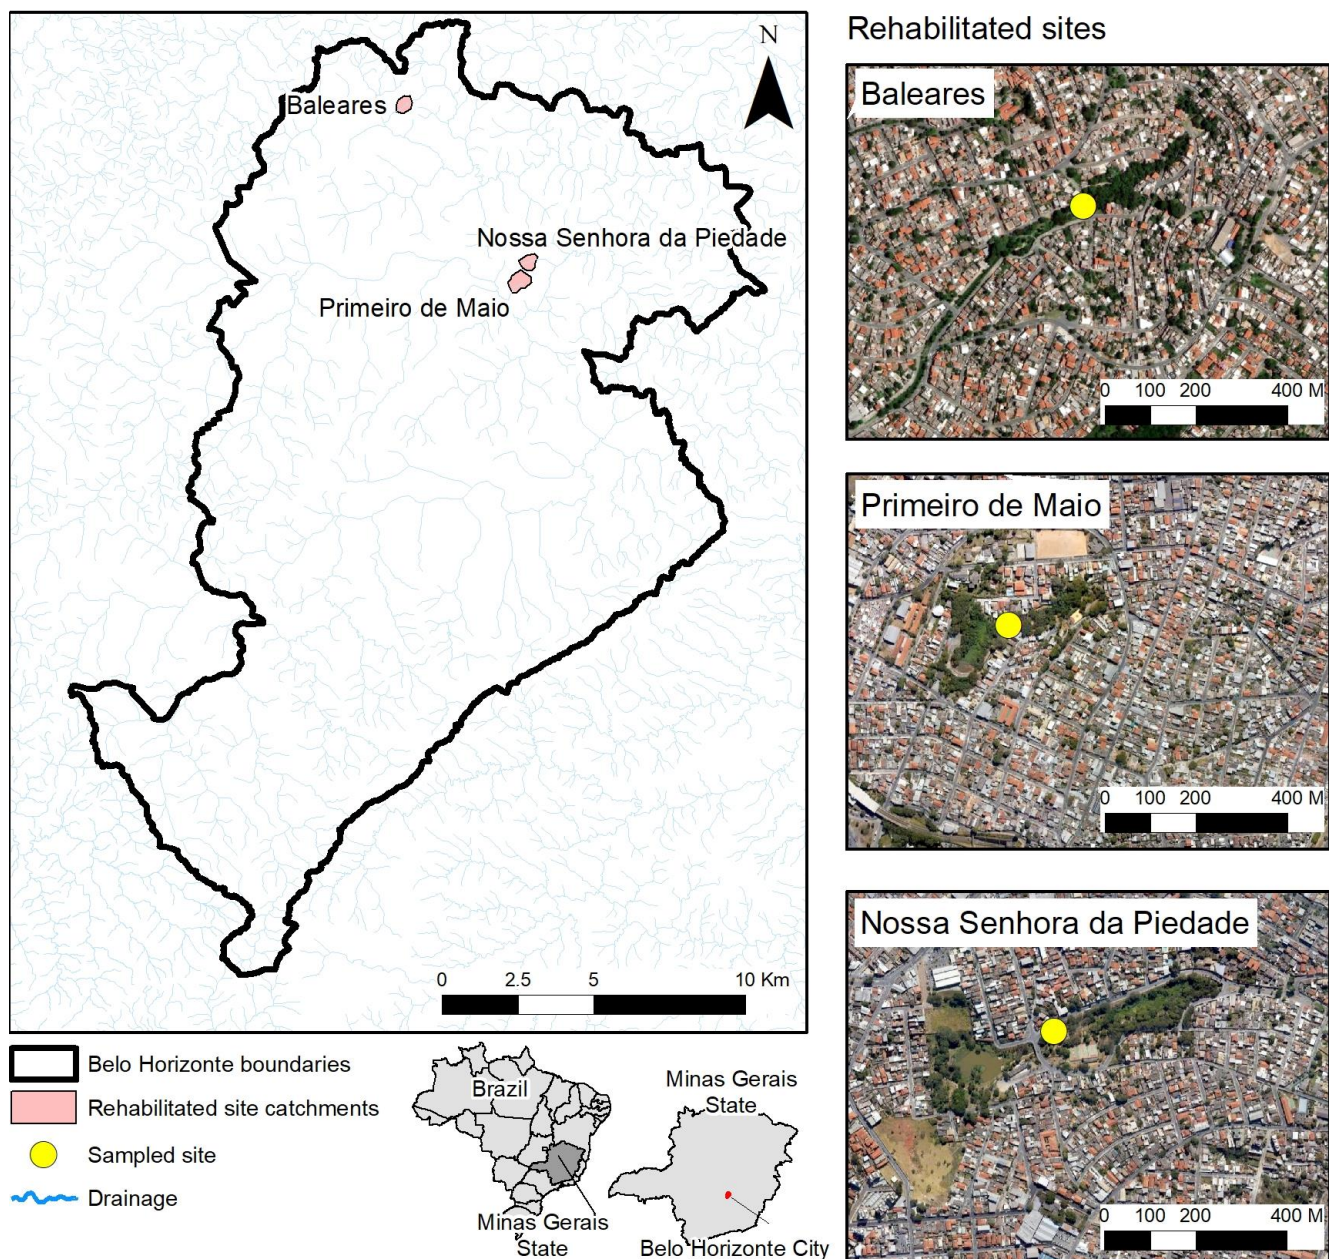 N
Baleares
Nossa Senhora da Piedade
Primeiro de Maio
0 2.5 5 10 Km
Belo Horizonte boundaries
Rehabilitated site catchments
Sampled site
Drainage
Brazil
Minas Gerais
State
Minas Gerais
State
Belo Horizonte City
Rehabilitated sites
Baleares
0 100 200 400 M
Primeiro de Maio
0 100 200 400 M
Nossa Senhora da Piedade
0 100 200 400 M